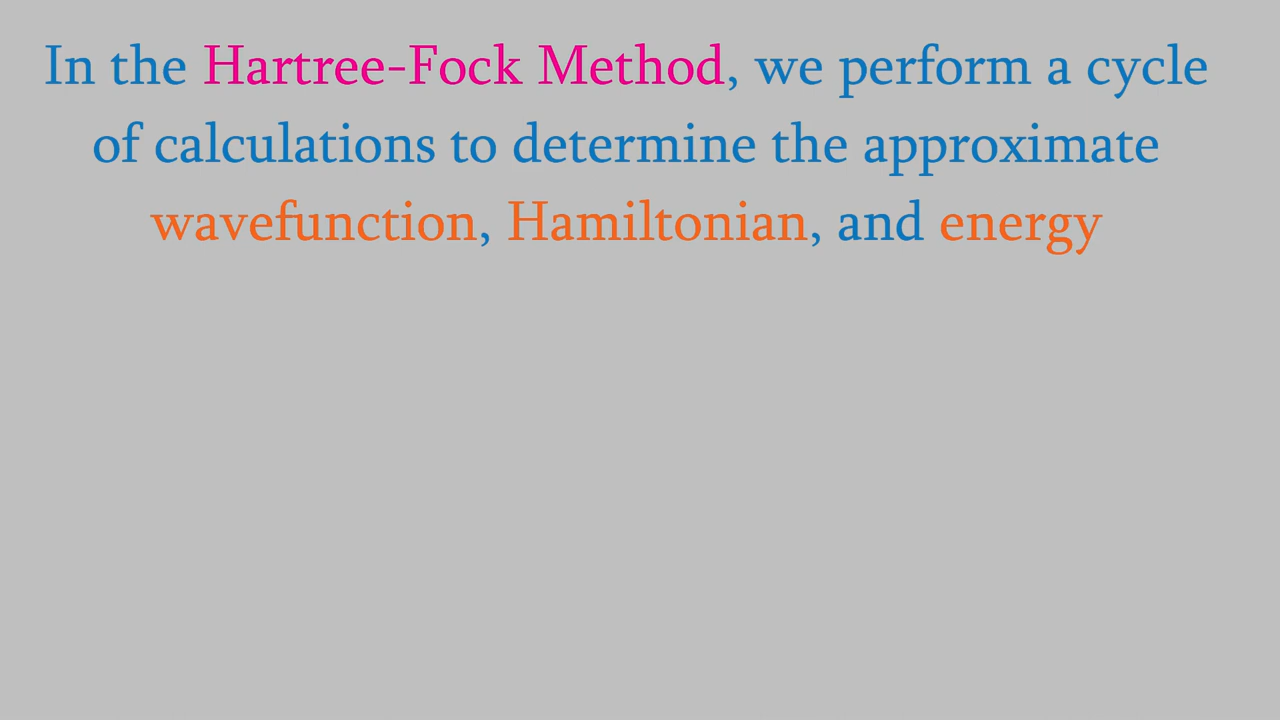 In the Hartree-Fock Method, we perform a cycle
of calculations to determine the approximate
wavefunction, Hamiltonian, and energy